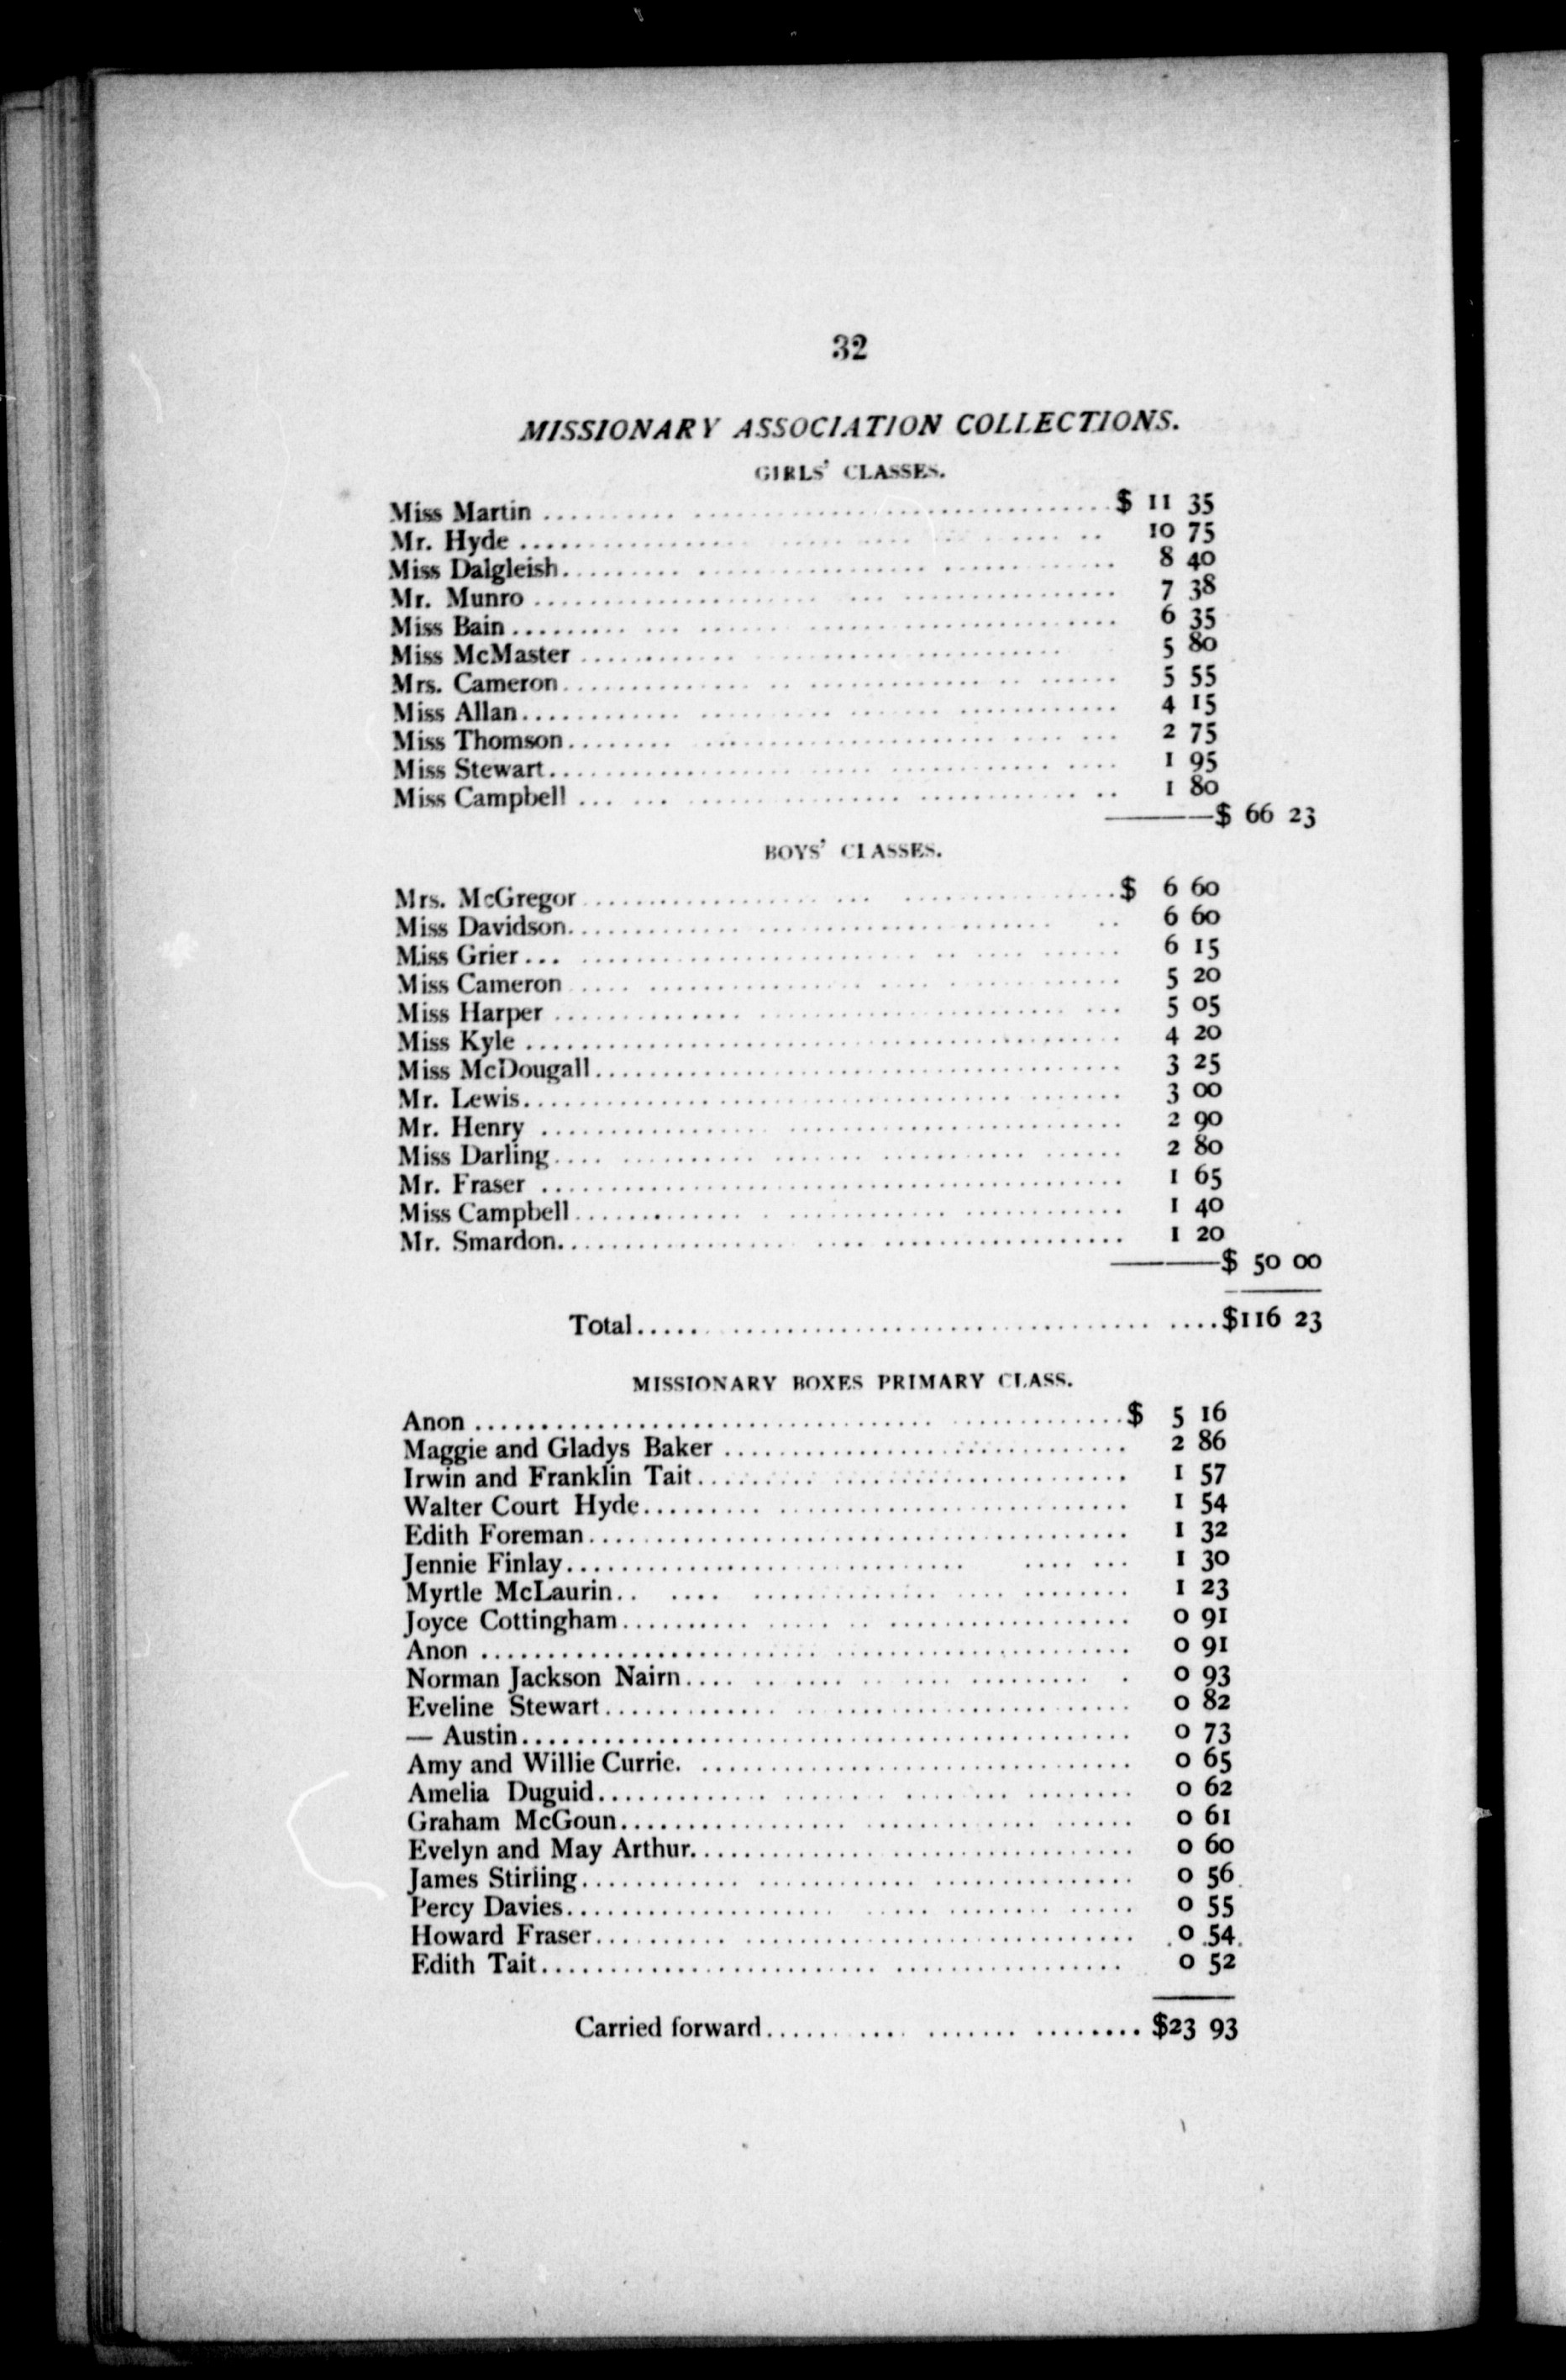 32
MISSIONARY ASSOCIATION COLLECTIONS.
GIRLS' CLASSES.
Miss Martin ........................................ $ 11 35
Mr. Hyde ........................................ 10 75
Miss Dalgleish........................................ 8 40
Mr. Munro ........................................ 7 38
Miss Bain........................................ 6 35
Miss McMaster ........................................ 5 80
Mrs. Cameron........................................ 5 55
Miss Allan........................................ 4 15
Miss Thomson........................................ 2 75
Miss Stewart........................................ 1 95
Miss Campbell ........................................ 1 80
———$ 66 23
BOYS' CLASSES.
Mrs. McGregor ........................................ $ 6 60
Miss Davidson........................................ 6 60
Miss Grier........................................ 6 15
Miss Cameron ........................................ 5 20
Miss Harper ........................................ 5 05
Miss Kyle ........................................ 4 20
Miss McDougall........................................ 3 25
Mr. Lewis........................................ 3 00
Mr. Henry ........................................ 2 90
Miss Darling........................................ 2 80
Mr. Fraser ........................................ 1 65
Miss Campbell........................................ 1 40
Mr. Smardon........................................ 1 20
———$ 50 00
Total........................................$116 23
MISSIONARY BOXES PRIMARY CLASS.
Anon ........................................ $ 5 16
Maggie and Gladys Baker ........................................ 2 86
Irwin and Franklin Tait........................................ 1 57
Walter Court Hyde........................................ 1 54
Edith Foreman........................................ 1 32
Jennie Finlay........................................ 1 30
Myrtle McLaurin........................................ 1 23
Joyce Cottingham........................................ 0 91
Anon ........................................ 0 91
Norman Jackson Nairn........................................ 0 93
Eveline Stewart........................................ 0 82
— Austin........................................ 0 73
Amy and Willie Currie. ........................................ 0 65
Amelia Duguid........................................ 0 62
Graham McGoun........................................ 0 61
Evelyn and May Arthur........................................ 0 60
James Stirling........................................ 0 56
Percy Davies........................................ 0 55
Howard Fraser........................................ 0 54
Edith Tait........................................ 0 52
Carried forward........................................ $23 93